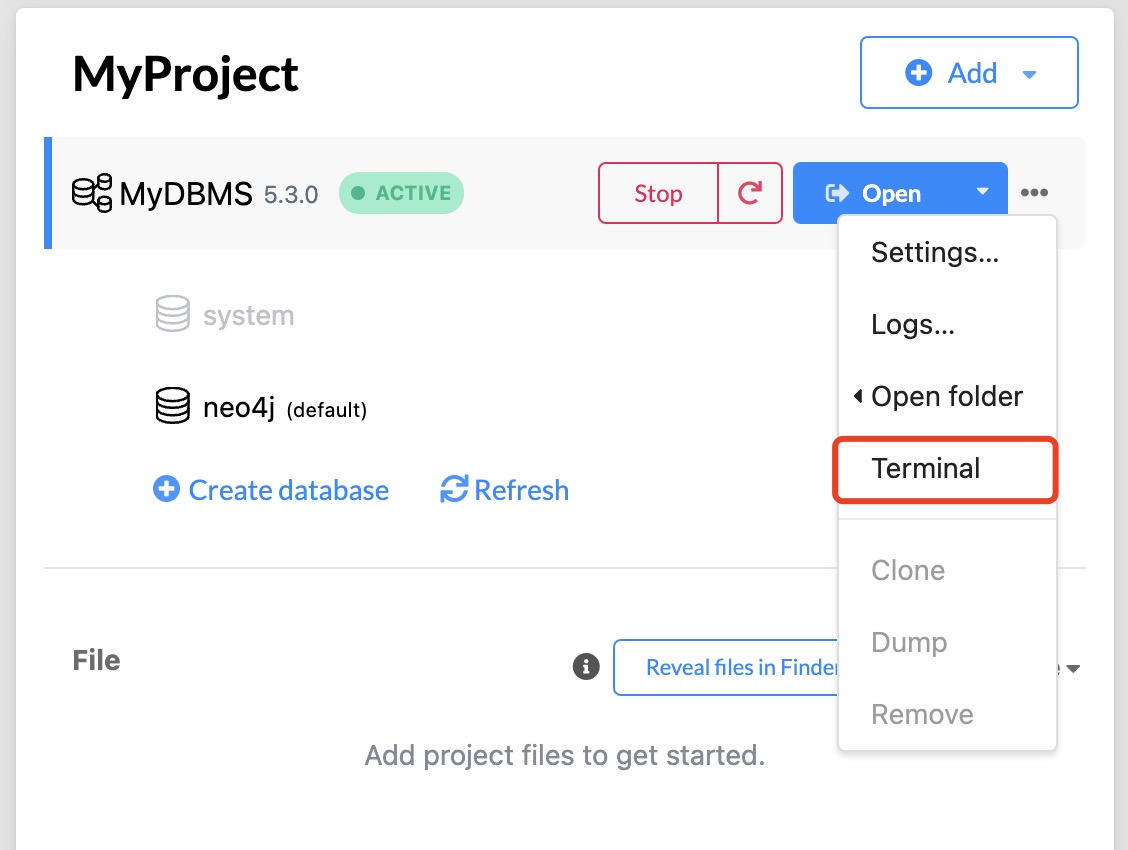 MyProject
Add
MyDBMS 5.3.0 ACTIVE Stop Open
Settings...
Logs...
Open folder
Terminal
Clone
Dump
Remove
system
neo4j (default)
Create database Refresh
File
Reveal files in Finder
Add project files to get started.